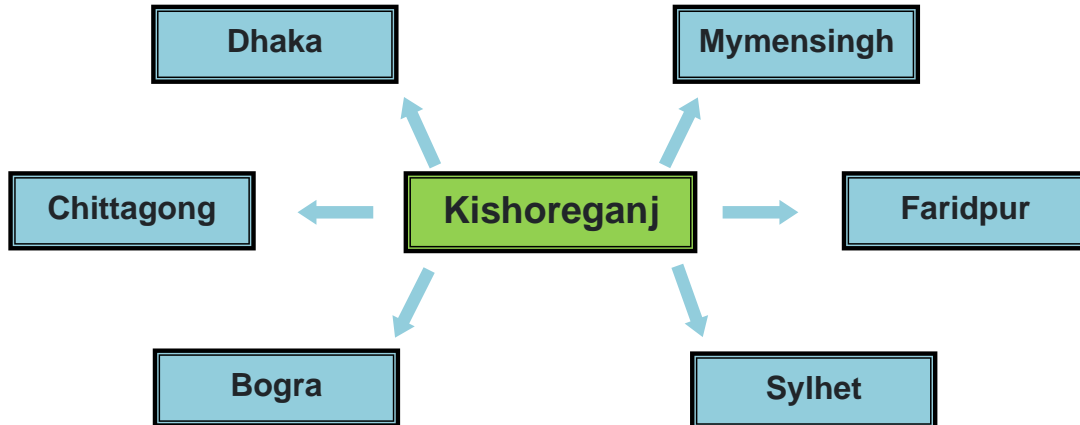 Dhaka
Mymensingh
Chittagong
Kishoreganj
Faridpur
Bogra
Sylhet